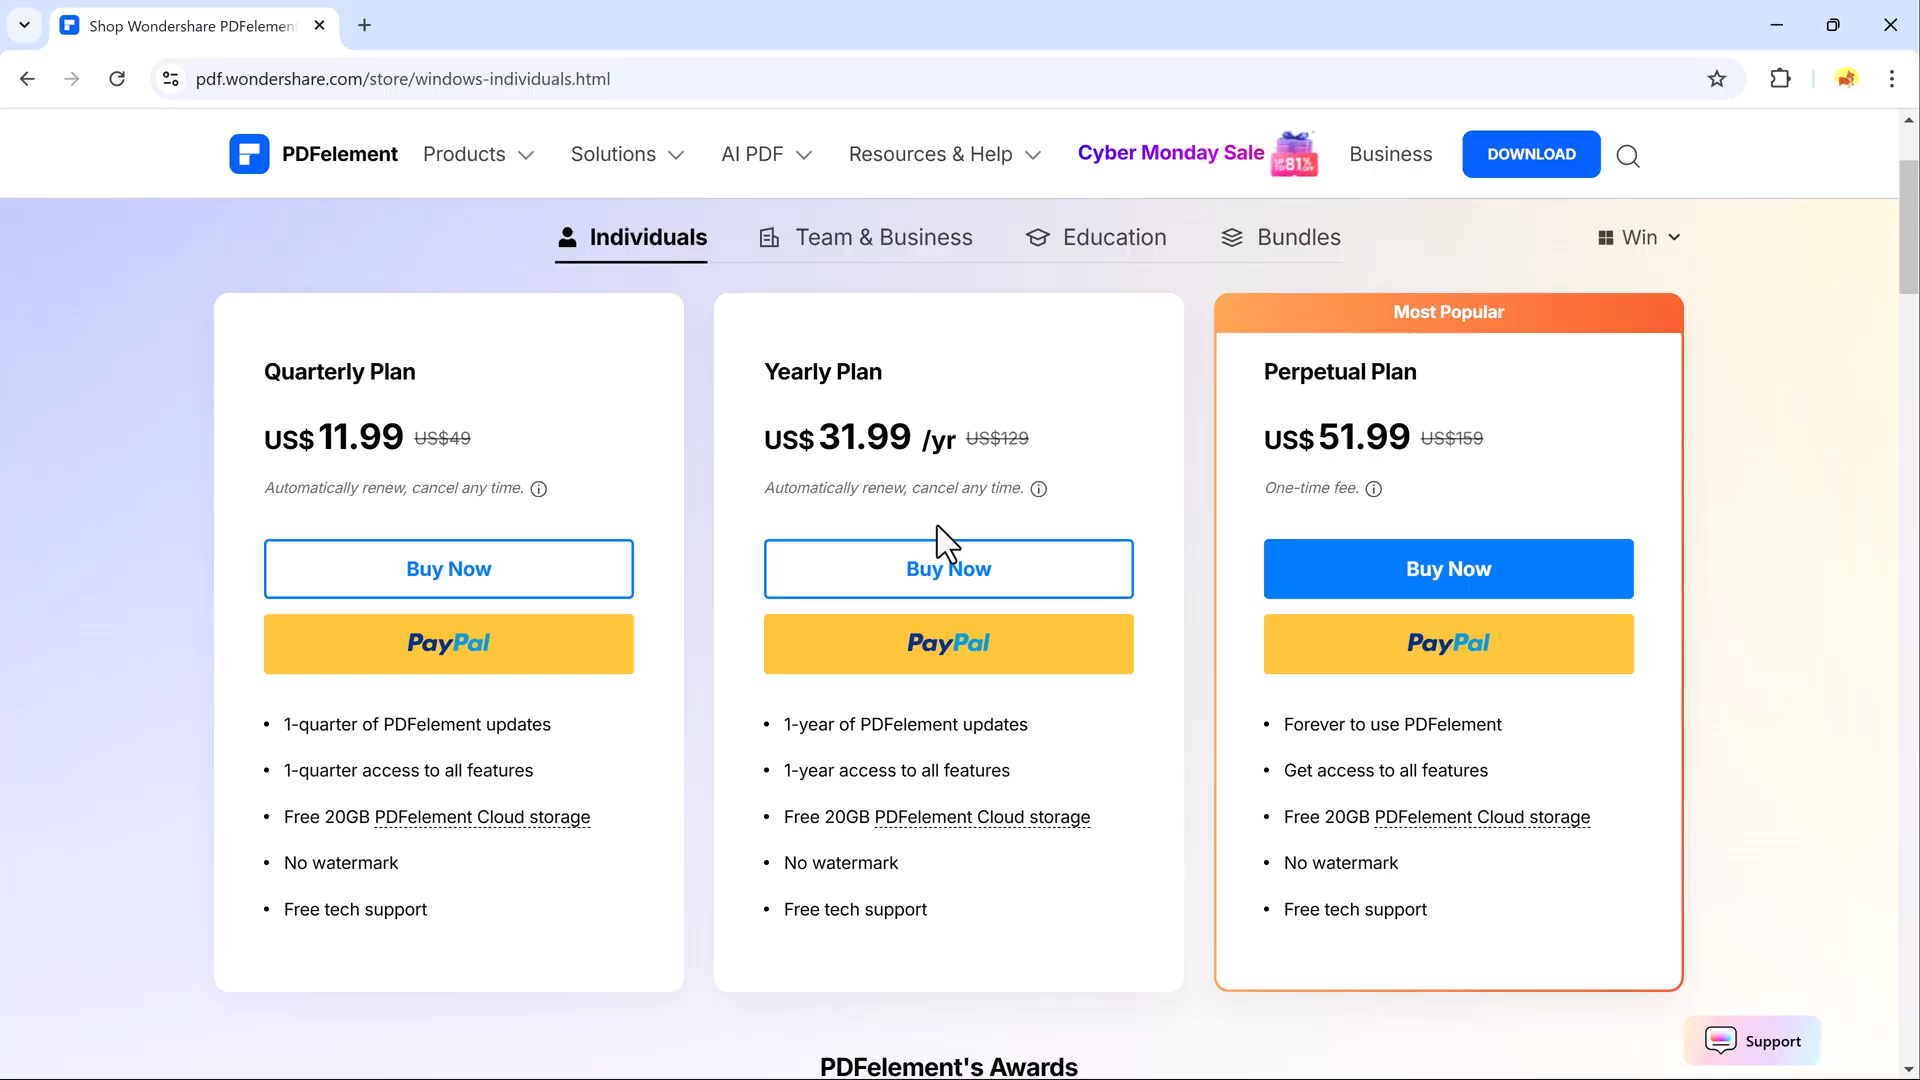 Shop Wondershare PDFelemen
pdf.wondershare.com/store/windows-individuals.html
PDFelement Products Solutions AI PDF Resources & Help Cyber Monday Sale UP TO 81% OFF Business DOWNLOAD
Individuals Team & Business Education Bundles Win
Most Popular
Quarterly Plan
US$ 11.99 US$49
Automatically renew, cancel any time.
Buy Now
PayPal
• 1-quarter of PDFelement updates
• 1-quarter access to all features
• Free 20GB PDFelement Cloud storage
• No watermark
• Free tech support
Yearly Plan
US$ 31.99 /yr US$129
Automatically renew, cancel any time.
Buy Now
PayPal
• 1-year of PDFelement updates
• 1-year access to all features
• Free 20GB PDFelement Cloud storage
• No watermark
• Free tech support
Perpetual Plan
US$ 51.99 US$159
One-time fee.
Buy Now
PayPal
• Forever to use PDFelement
• Get access to all features
• Free 20GB PDFelement Cloud storage
• No watermark
• Free tech support
Support
PDFelement's Awards